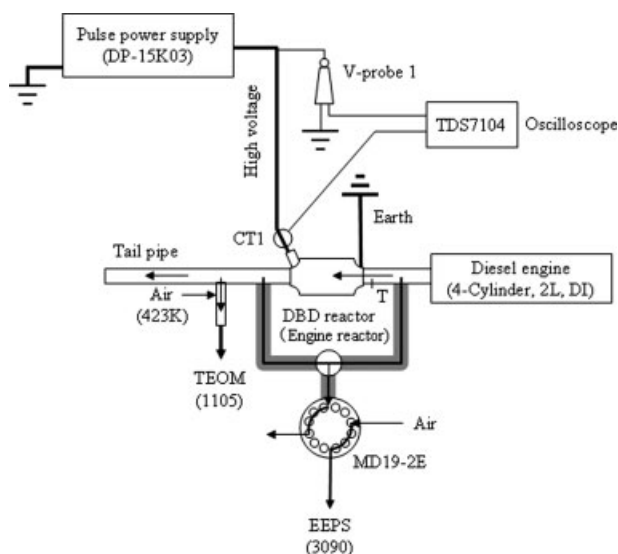 Pulse power supply
(DP-15K03)
V-probe 1
High voltage
TDS7104
Oscilloscope
CT1
Earth
Tail pipe
Diesel engine
(4-Cylinder, 2L, DI)
T
Air
(423K)
DBD reactor
(Engine reactor)
TEOM
(1105)
Air
MD19-2E
EEPS
(3090)